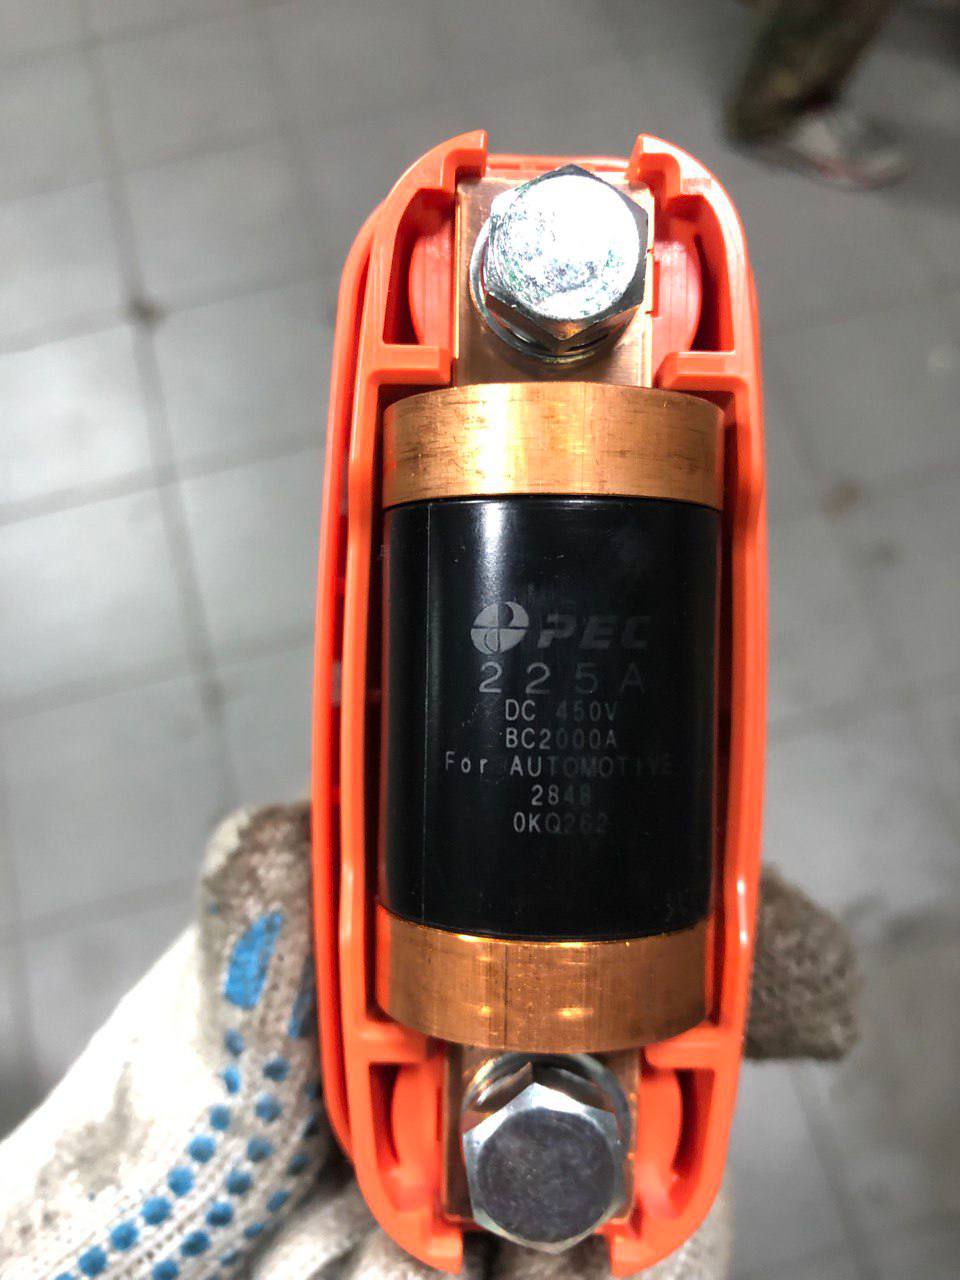 PEC
225A
DC 450V
BC2000A
For AUTOMOTIVE
2848
0KQ262